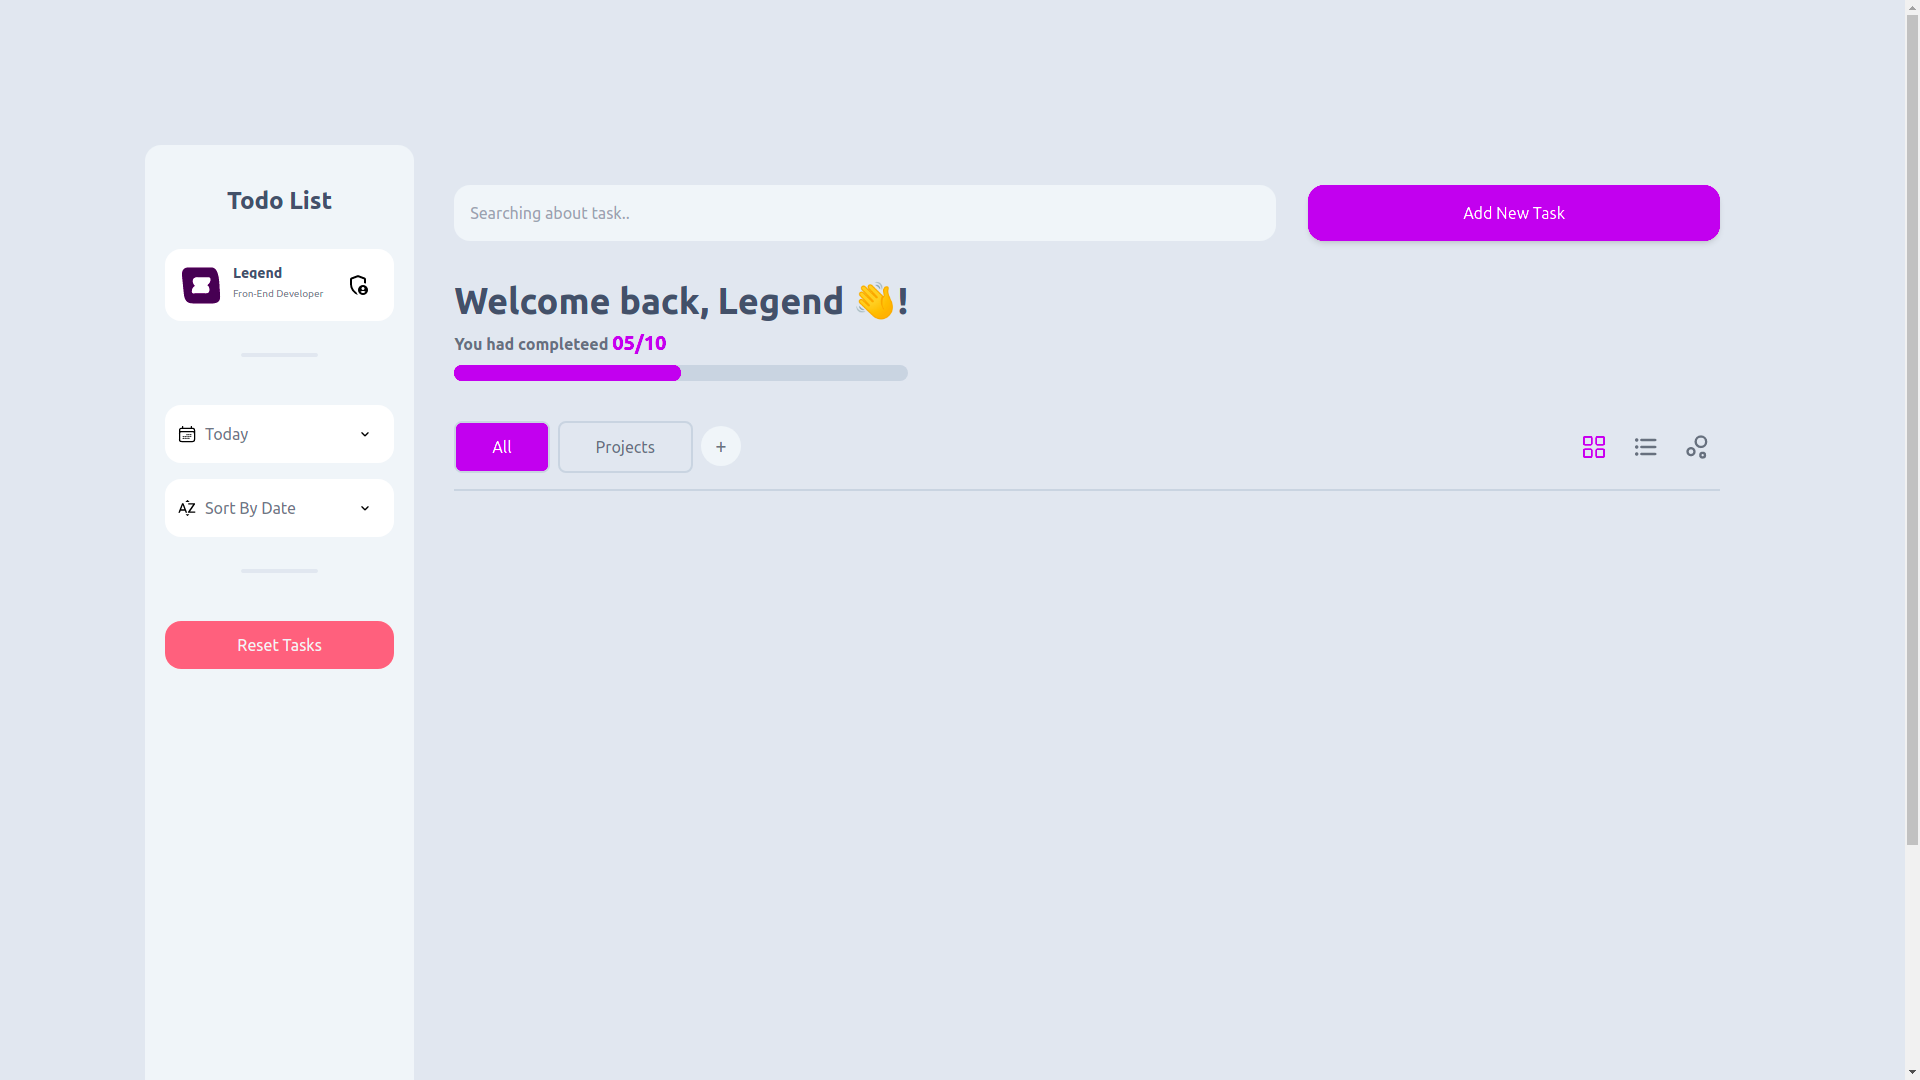 Todo List
Legend
Fron-End Developer
Today
Sort By Date
Reset Tasks
Searching about task..
Add New Task
Welcome back, Legend 👋!
You had completeed 05/10
All
Projects
+